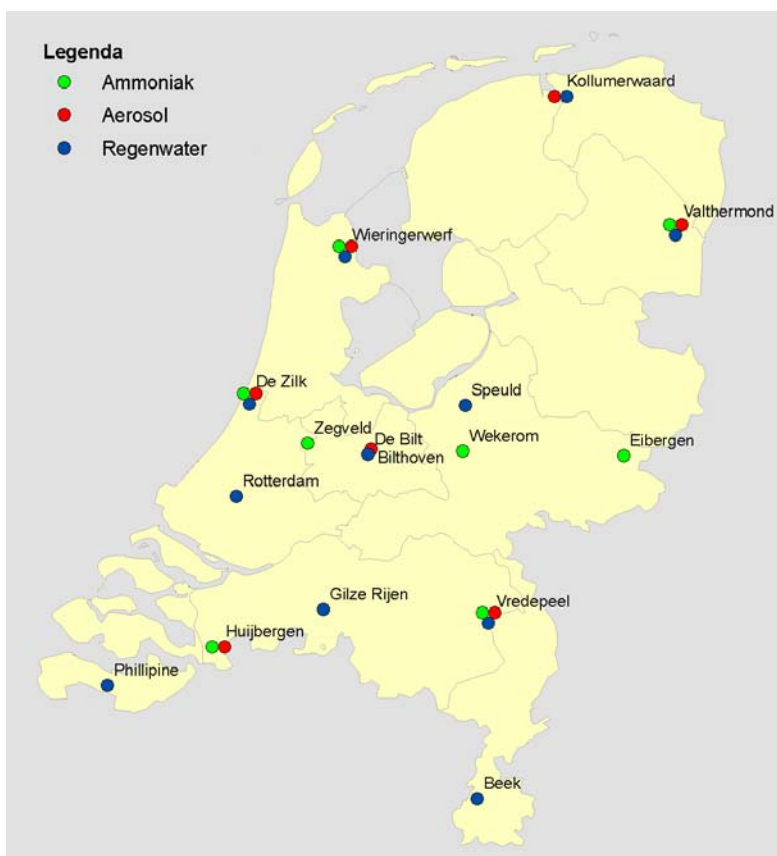 Legenda
Ammoniak
Aerosol
Regenwater
Kollumerwaard
Valthermond
Wieringerwerf
De Zilk
Speuld
Zegveld
De Bilt
Bilthoven
Wekerom
Eibergen
Rotterdam
Gilze Rijen
Vredepeel
Huijbergen
Phillipine
Beek